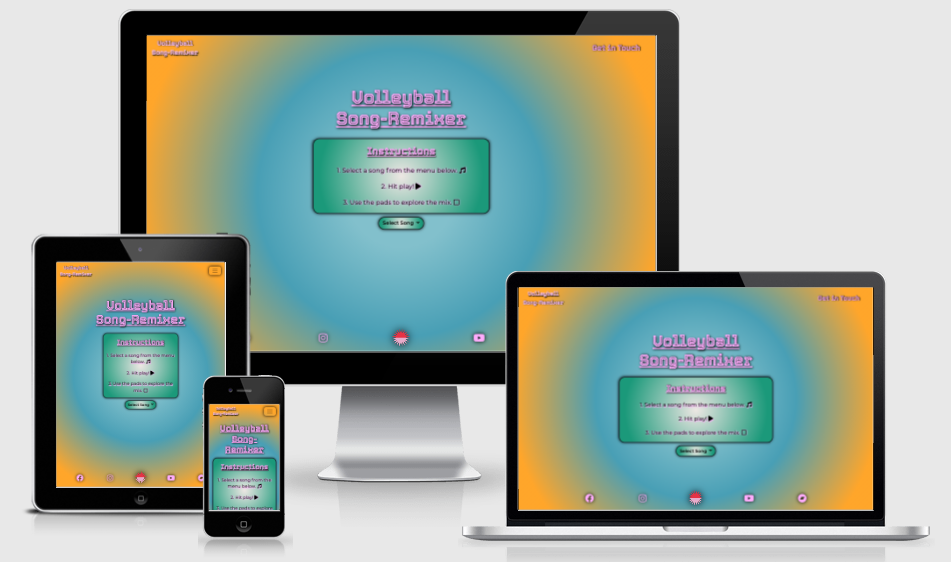 Volleyball
Song-Remixer
Get in Touch
Volleyball
Song-Remixer
Instructions
1. Select a song from the menu below.
2. Hit play!
3. Use the pads to explore the mix.
Select Song
Volleyball
Song-Remixer
Volleyball
Song-Remixer
Instructions
1. Select a song from the menu
below.
2. Hit play!
3. Use the pads to explore the
mix.
Select Song
Volleyball
Song-Remixer
Volleyball
Song-
Remixer
Instructions
1. Select a song from the
menu below.
2. Hit play!
3. Use the pads to explore
Volleyball
Song-Remixer
Get in Touch
Volleyball
Song-Remixer
Instructions
1. Select a song from the menu below.
2. Hit play!
3. Use the pads to explore the mix.
Select Song